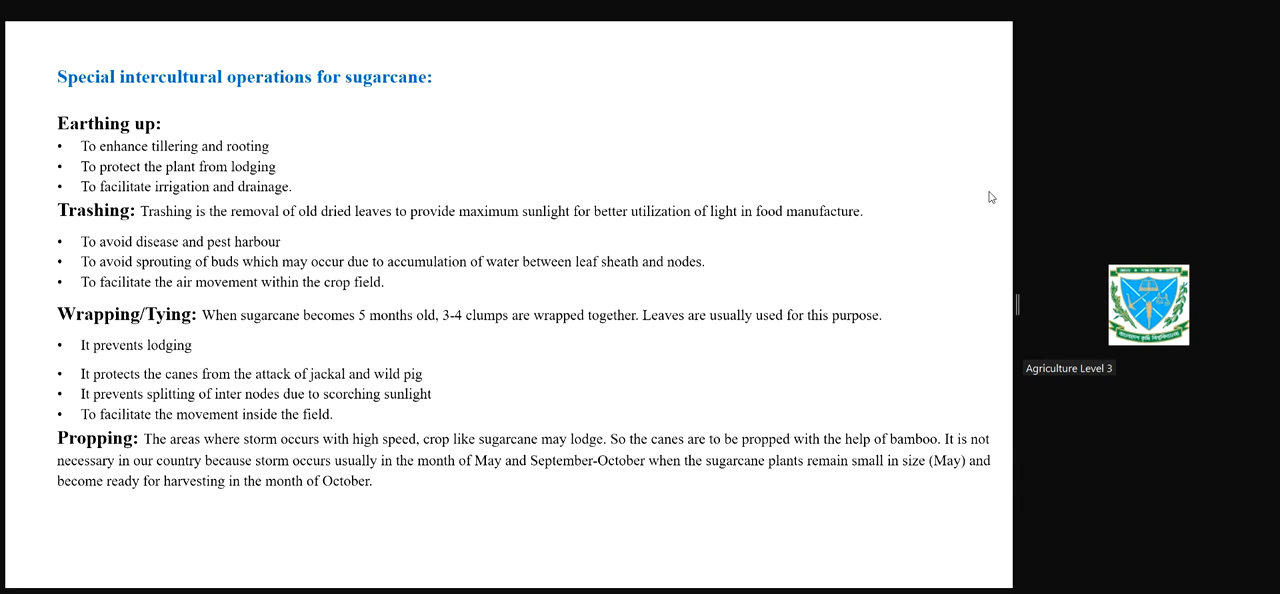 Special intercultural operations for sugarcane:
Earthing up:
• To enhance tillering and rooting
• To protect the plant from lodging
• To facilitate irrigation and drainage.
Trashing: Trashing is the removal of old dried leaves to provide maximum sunlight for better utilization of light in food manufacture.
• To avoid disease and pest harbour
• To avoid sprouting of buds which may occur due to accumulation of water between leaf sheath and nodes.
• To facilitate the air movement within the crop field.
Wrapping/Tying: When sugarcane becomes 5 months old, 3-4 clumps are wrapped together. Leaves are usually used for this purpose.
• It prevents lodging
• It protects the canes from the attack of jackal and wild pig
• It prevents splitting of inter nodes due to scorching sunlight
• To facilitate the movement inside the field.
Propping: The areas where storm occurs with high speed, crop like sugarcane may lodge. So the canes are to be propped with the help of bamboo. It is not
necessary in our country because storm occurs usually in the month of May and September-October when the sugarcane plants remain small in size (May) and
become ready for harvesting in the month of October.
Agriculture Level 3